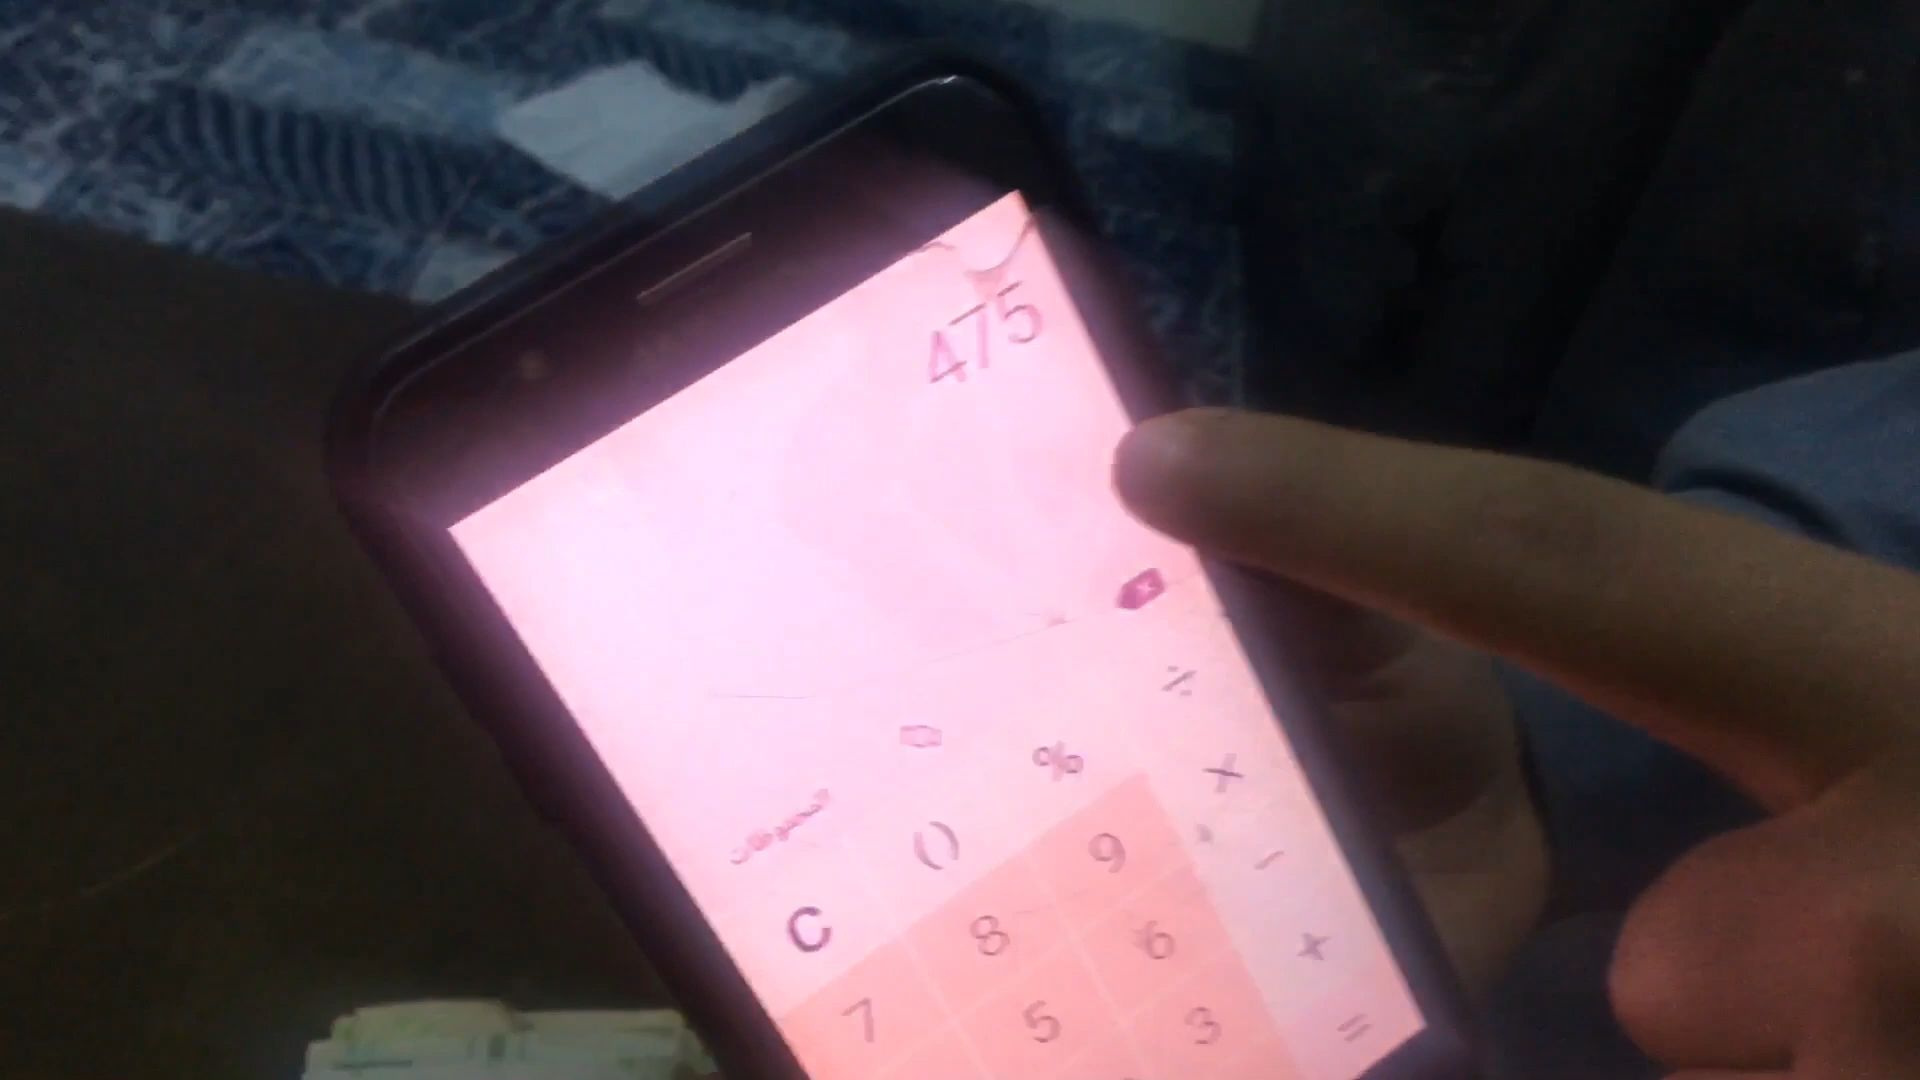 475
÷
% ×
C () 9 -
7 8 6 +
5 3 =